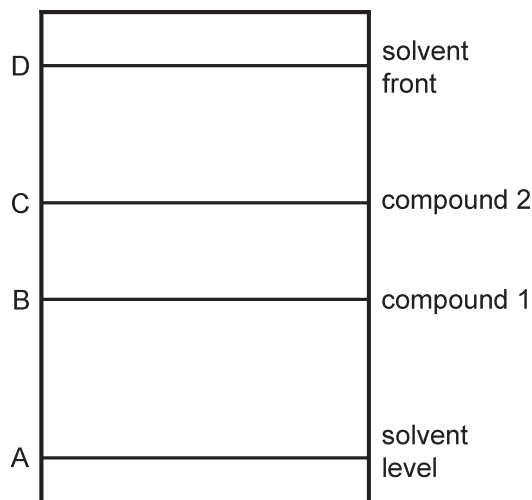 D
solvent
front
C
compound 2
B
compound 1
A
solvent
level